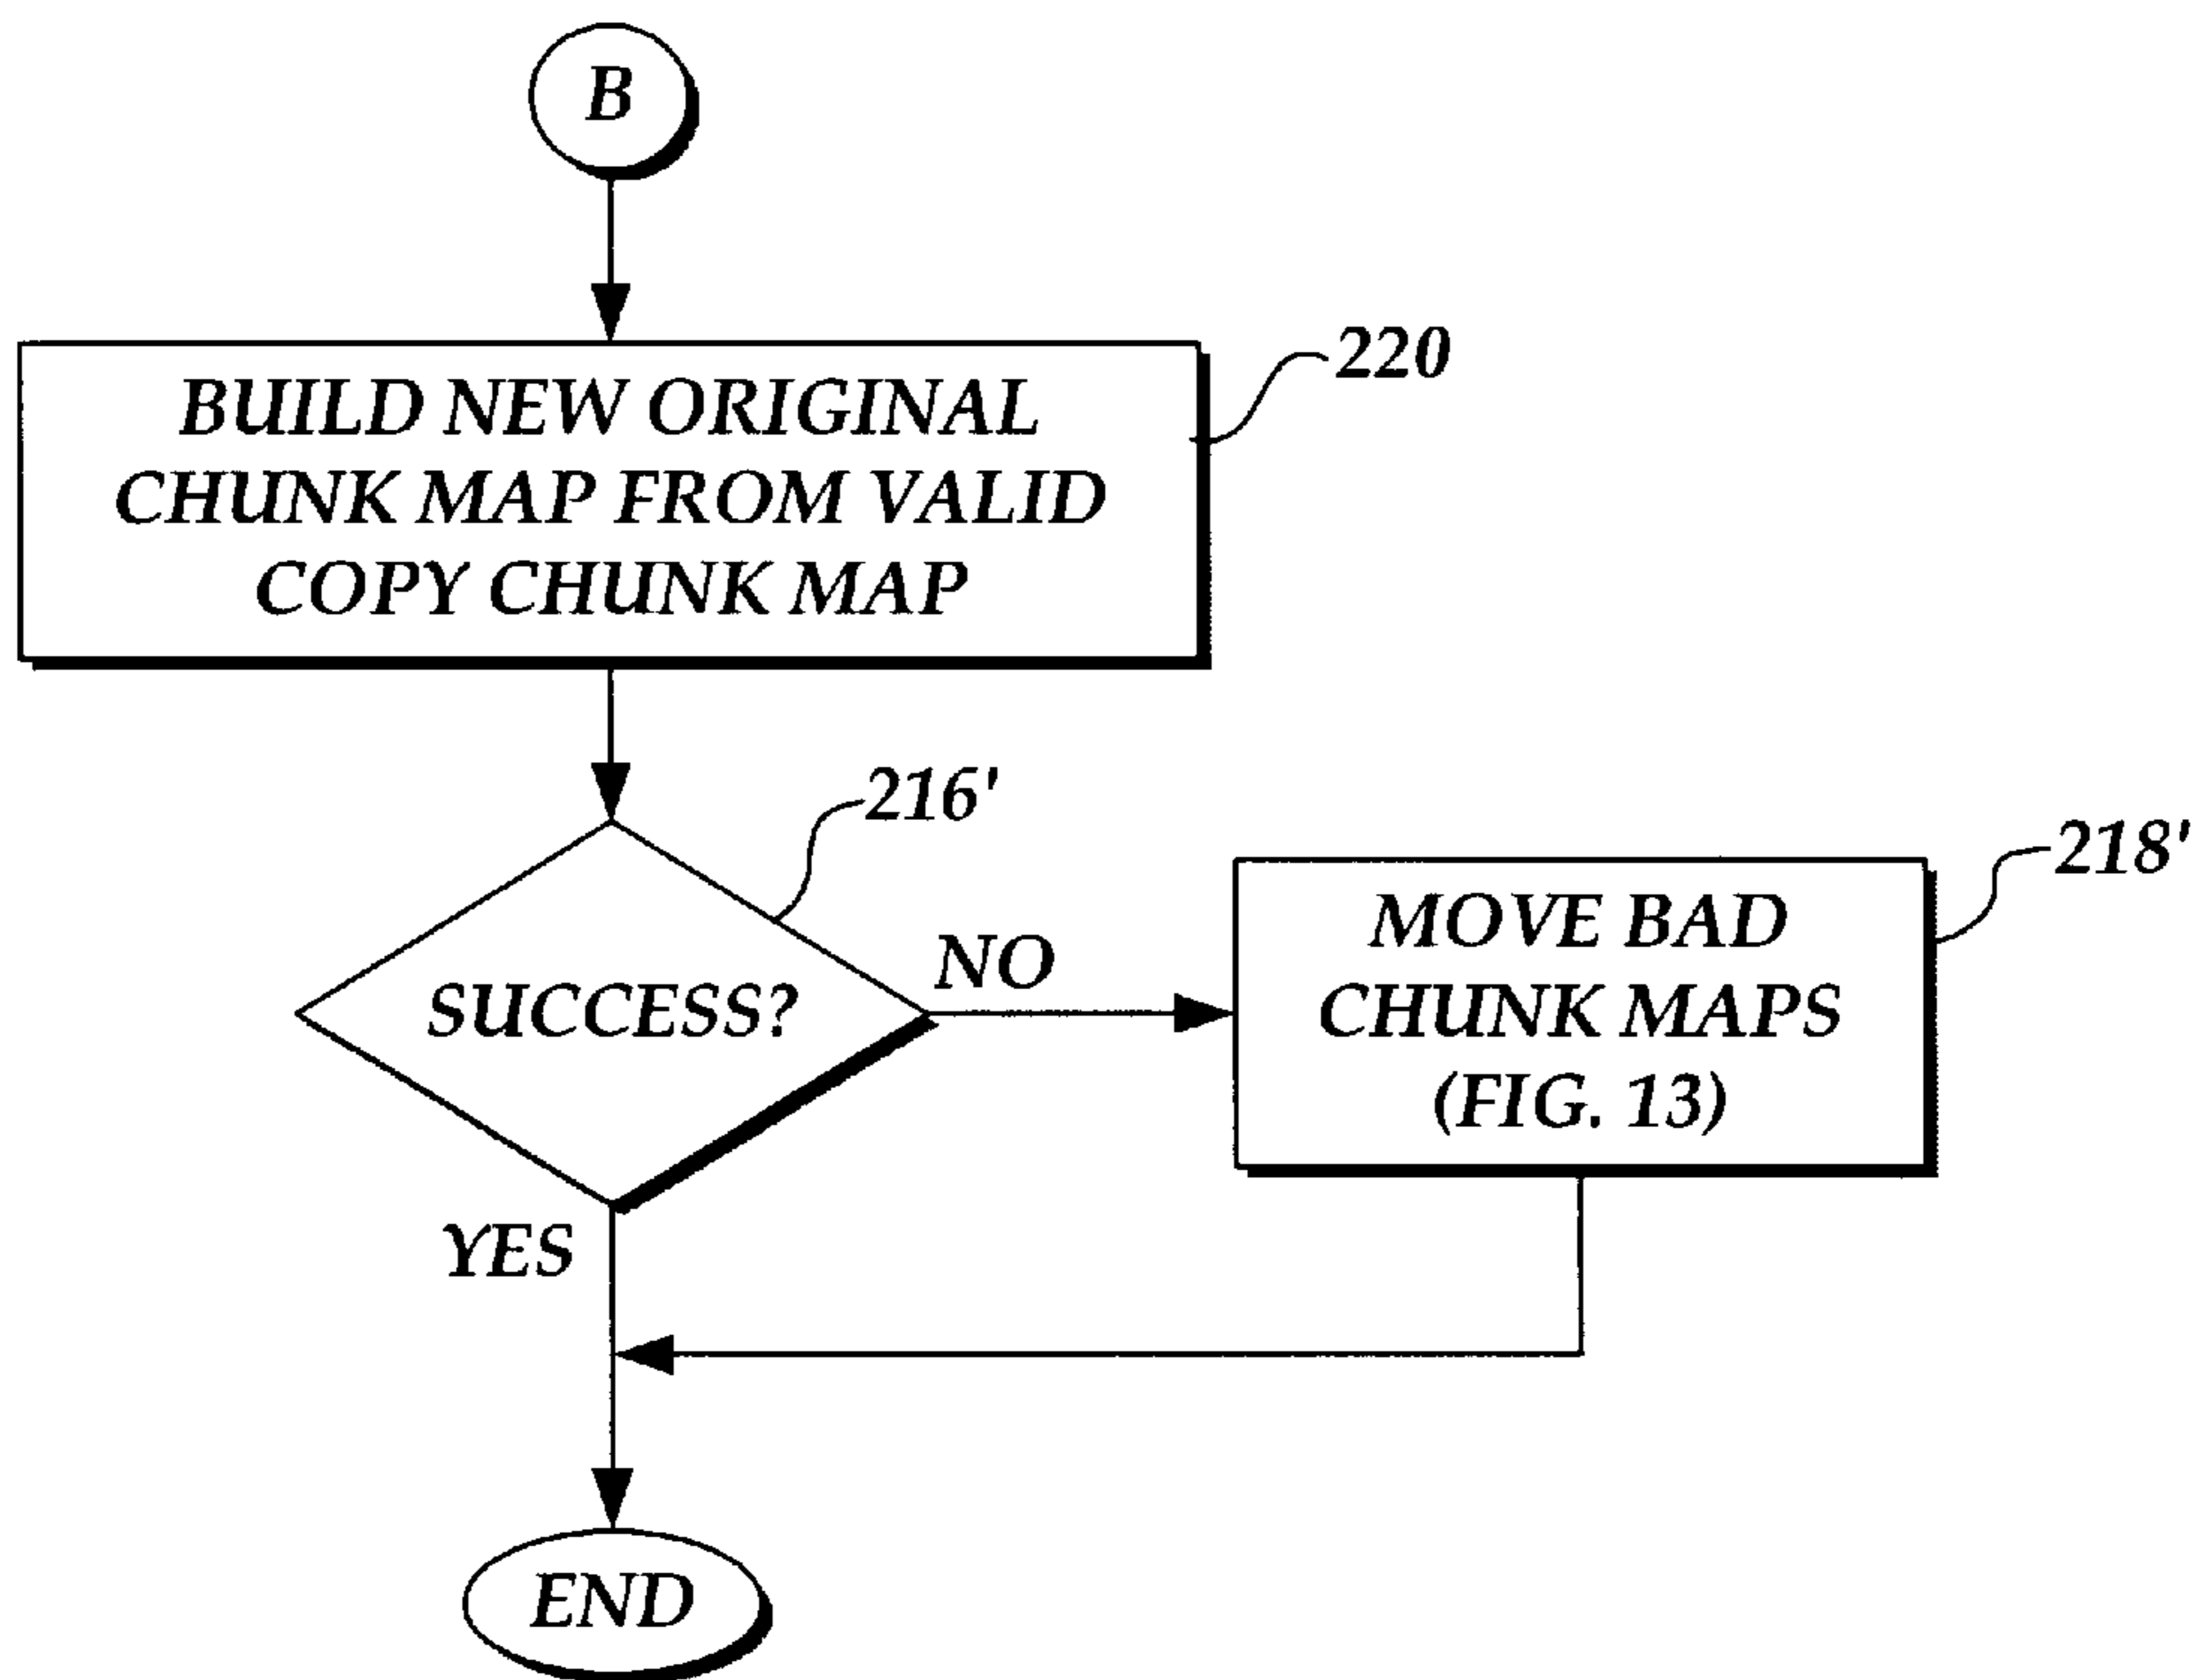 B
BUILD NEW ORIGINAL
CHUNK MAP FROM VALID
COPY CHUNK MAP
220
216'
SUCCESS?
NO
MOVE BAD
CHUNK MAPS
(FIG. 13)
218'
YES
END